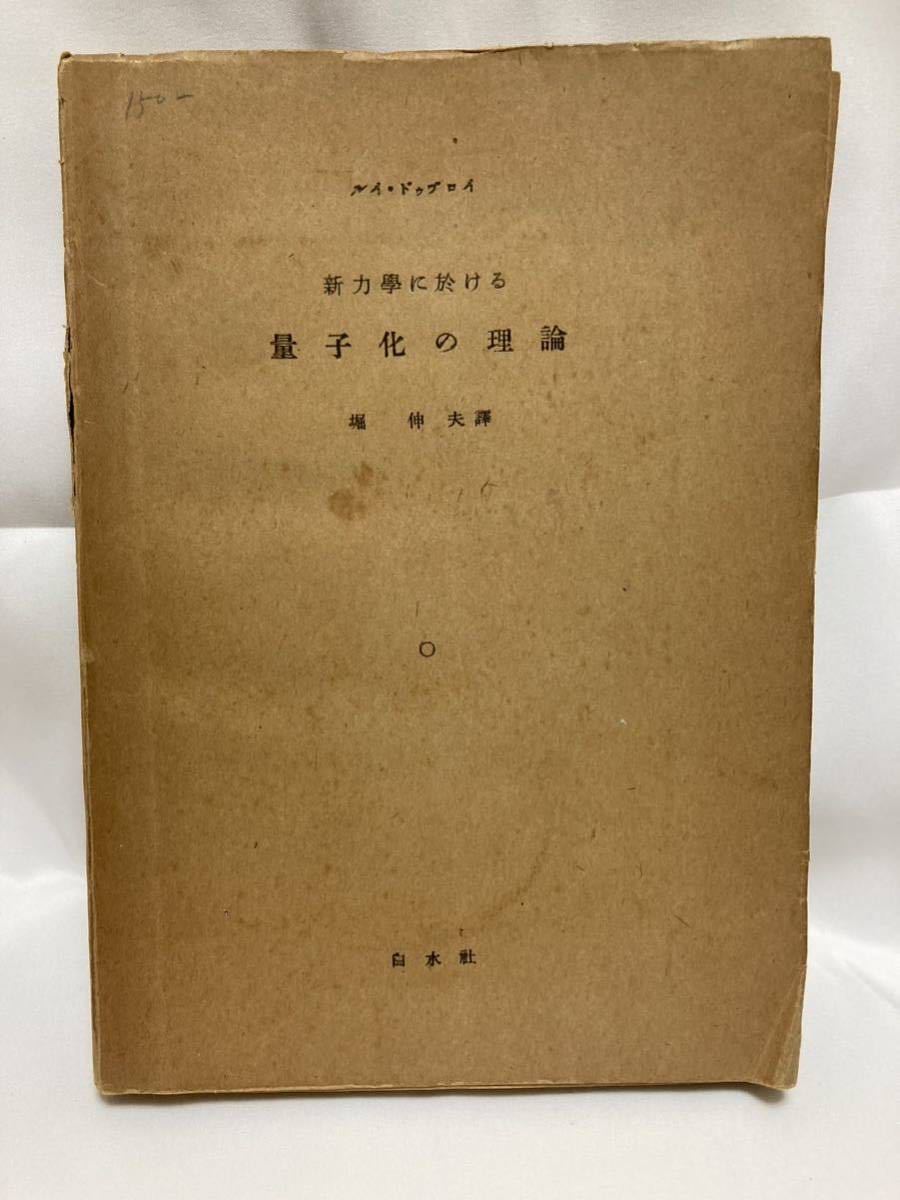 150-
ルイ・ドゥブロイ
新力學に於ける
量子化の理論
堀 伸夫譯
白水社